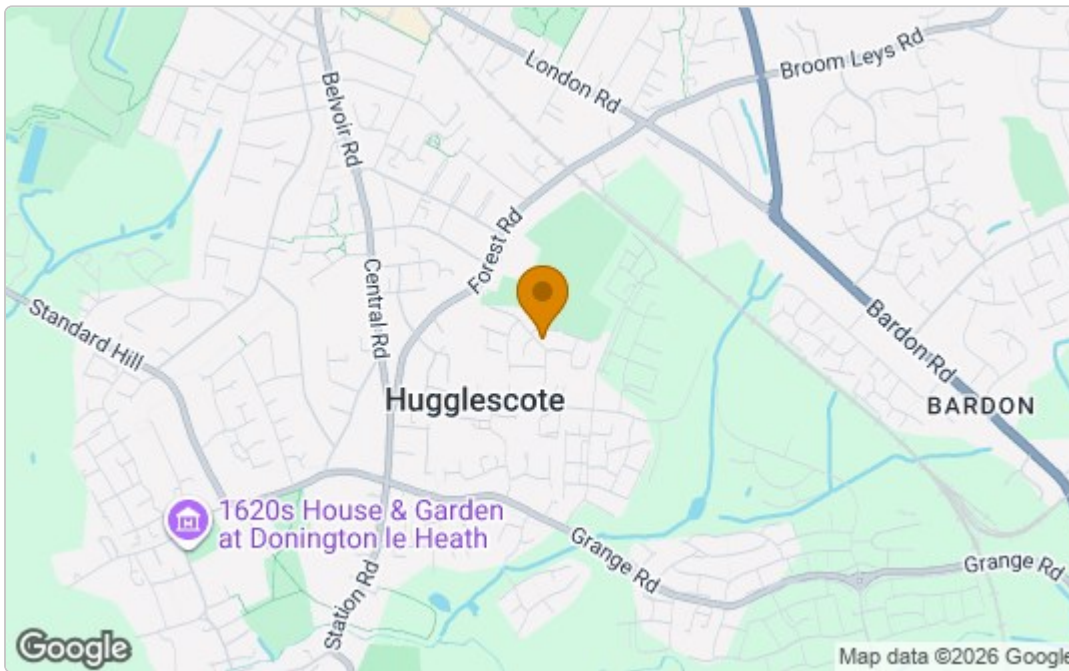 London Rd
Broom Leys Rd
Belvoir Rd
Forest Rd
Central Rd
Standard Hill
Bardon Rd
Hugglescote
BARDON
1620s House & Garden
at Donington le Heath
Grange Rd
Grange Rd
Station Rd
Google
Map data ©2026 Google